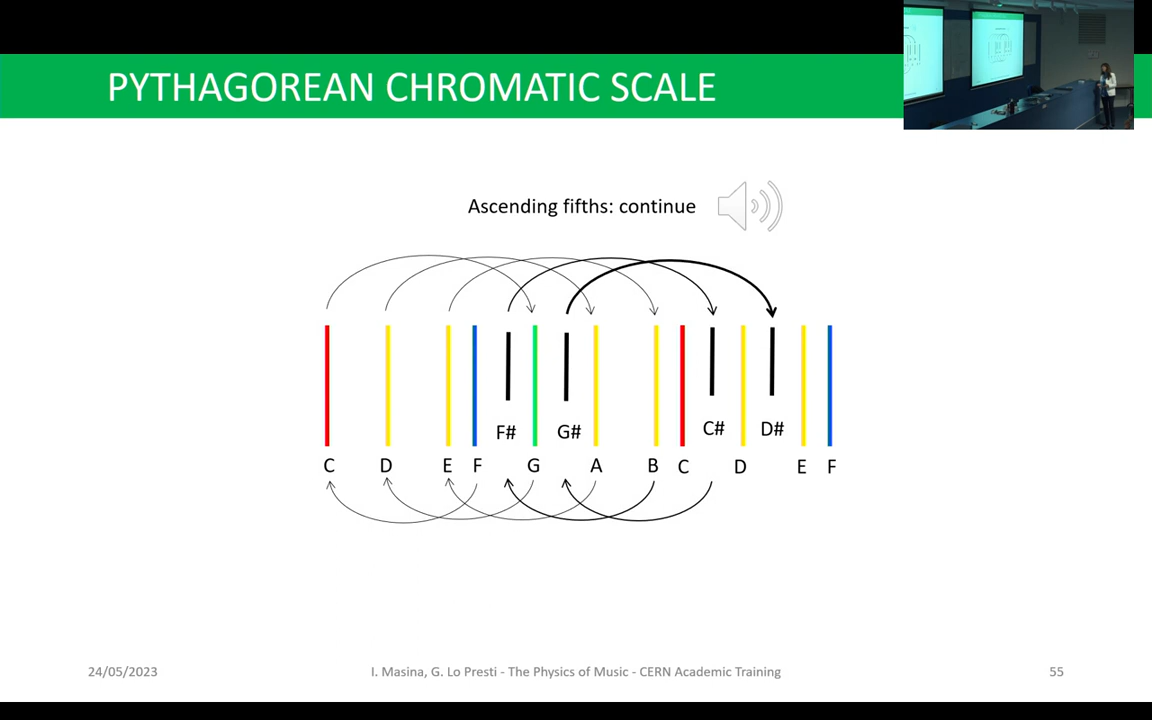 PYTHAGOREAN CHROMATIC SCALE
Ascending fifths: continue
F# G# C# D#
C D E F G A B C D E F
24/05/2023 I. Masina, G. Lo Presti - The Physics of Music - CERN Academic Training 55